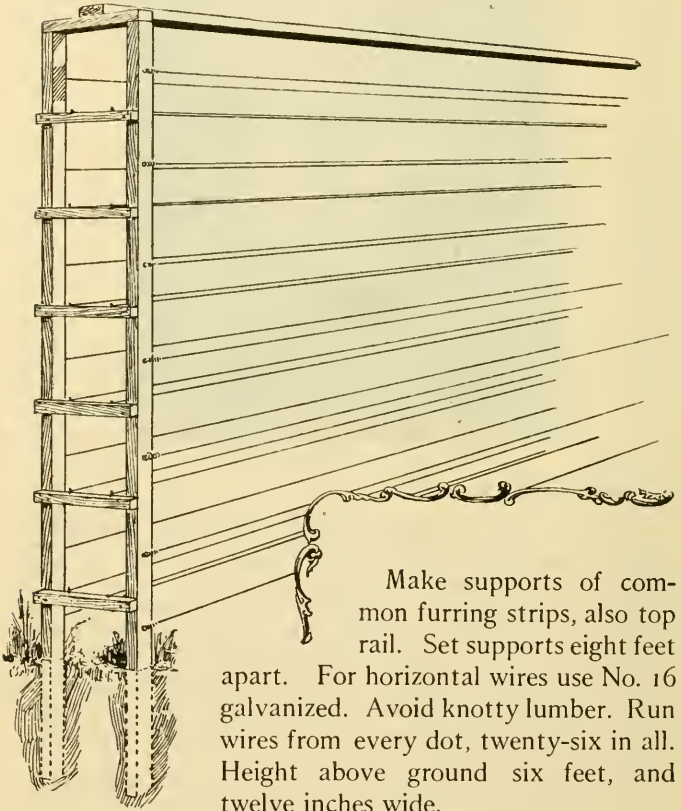 Make supports of com-
mon furring strips, also top
rail. Set supports eight feet
apart. For horizontal wires use No. 16
galvanized. Avoid knotty lumber. Run
wires from every dot, twenty-six in all.
Height above ground six feet, and
twelve inches wide.